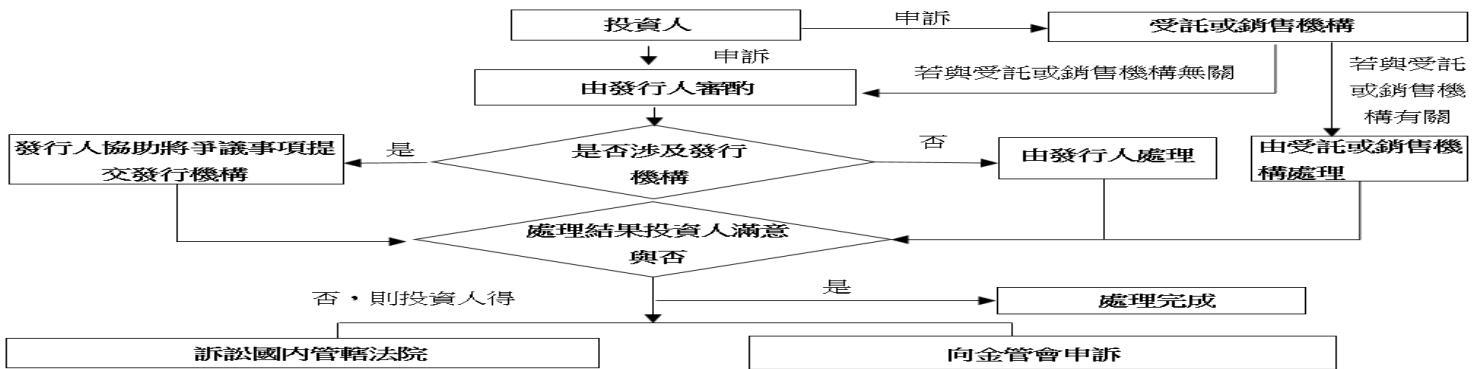 投資人
申訴
受託或銷售機構
申訴
由發行人審酌
若與受託或銷售機構無關
若與受託
或銷售機
構有關
發行人協助將爭議事項提
交發行機構
是
是否涉及發行
機構
否
由發行人處理
由受託或銷售機
構處理
處理結果投資人滿意
與否
否，則投資人得
是
處理完成
訴訟國內管轄法院
向金管會申訴